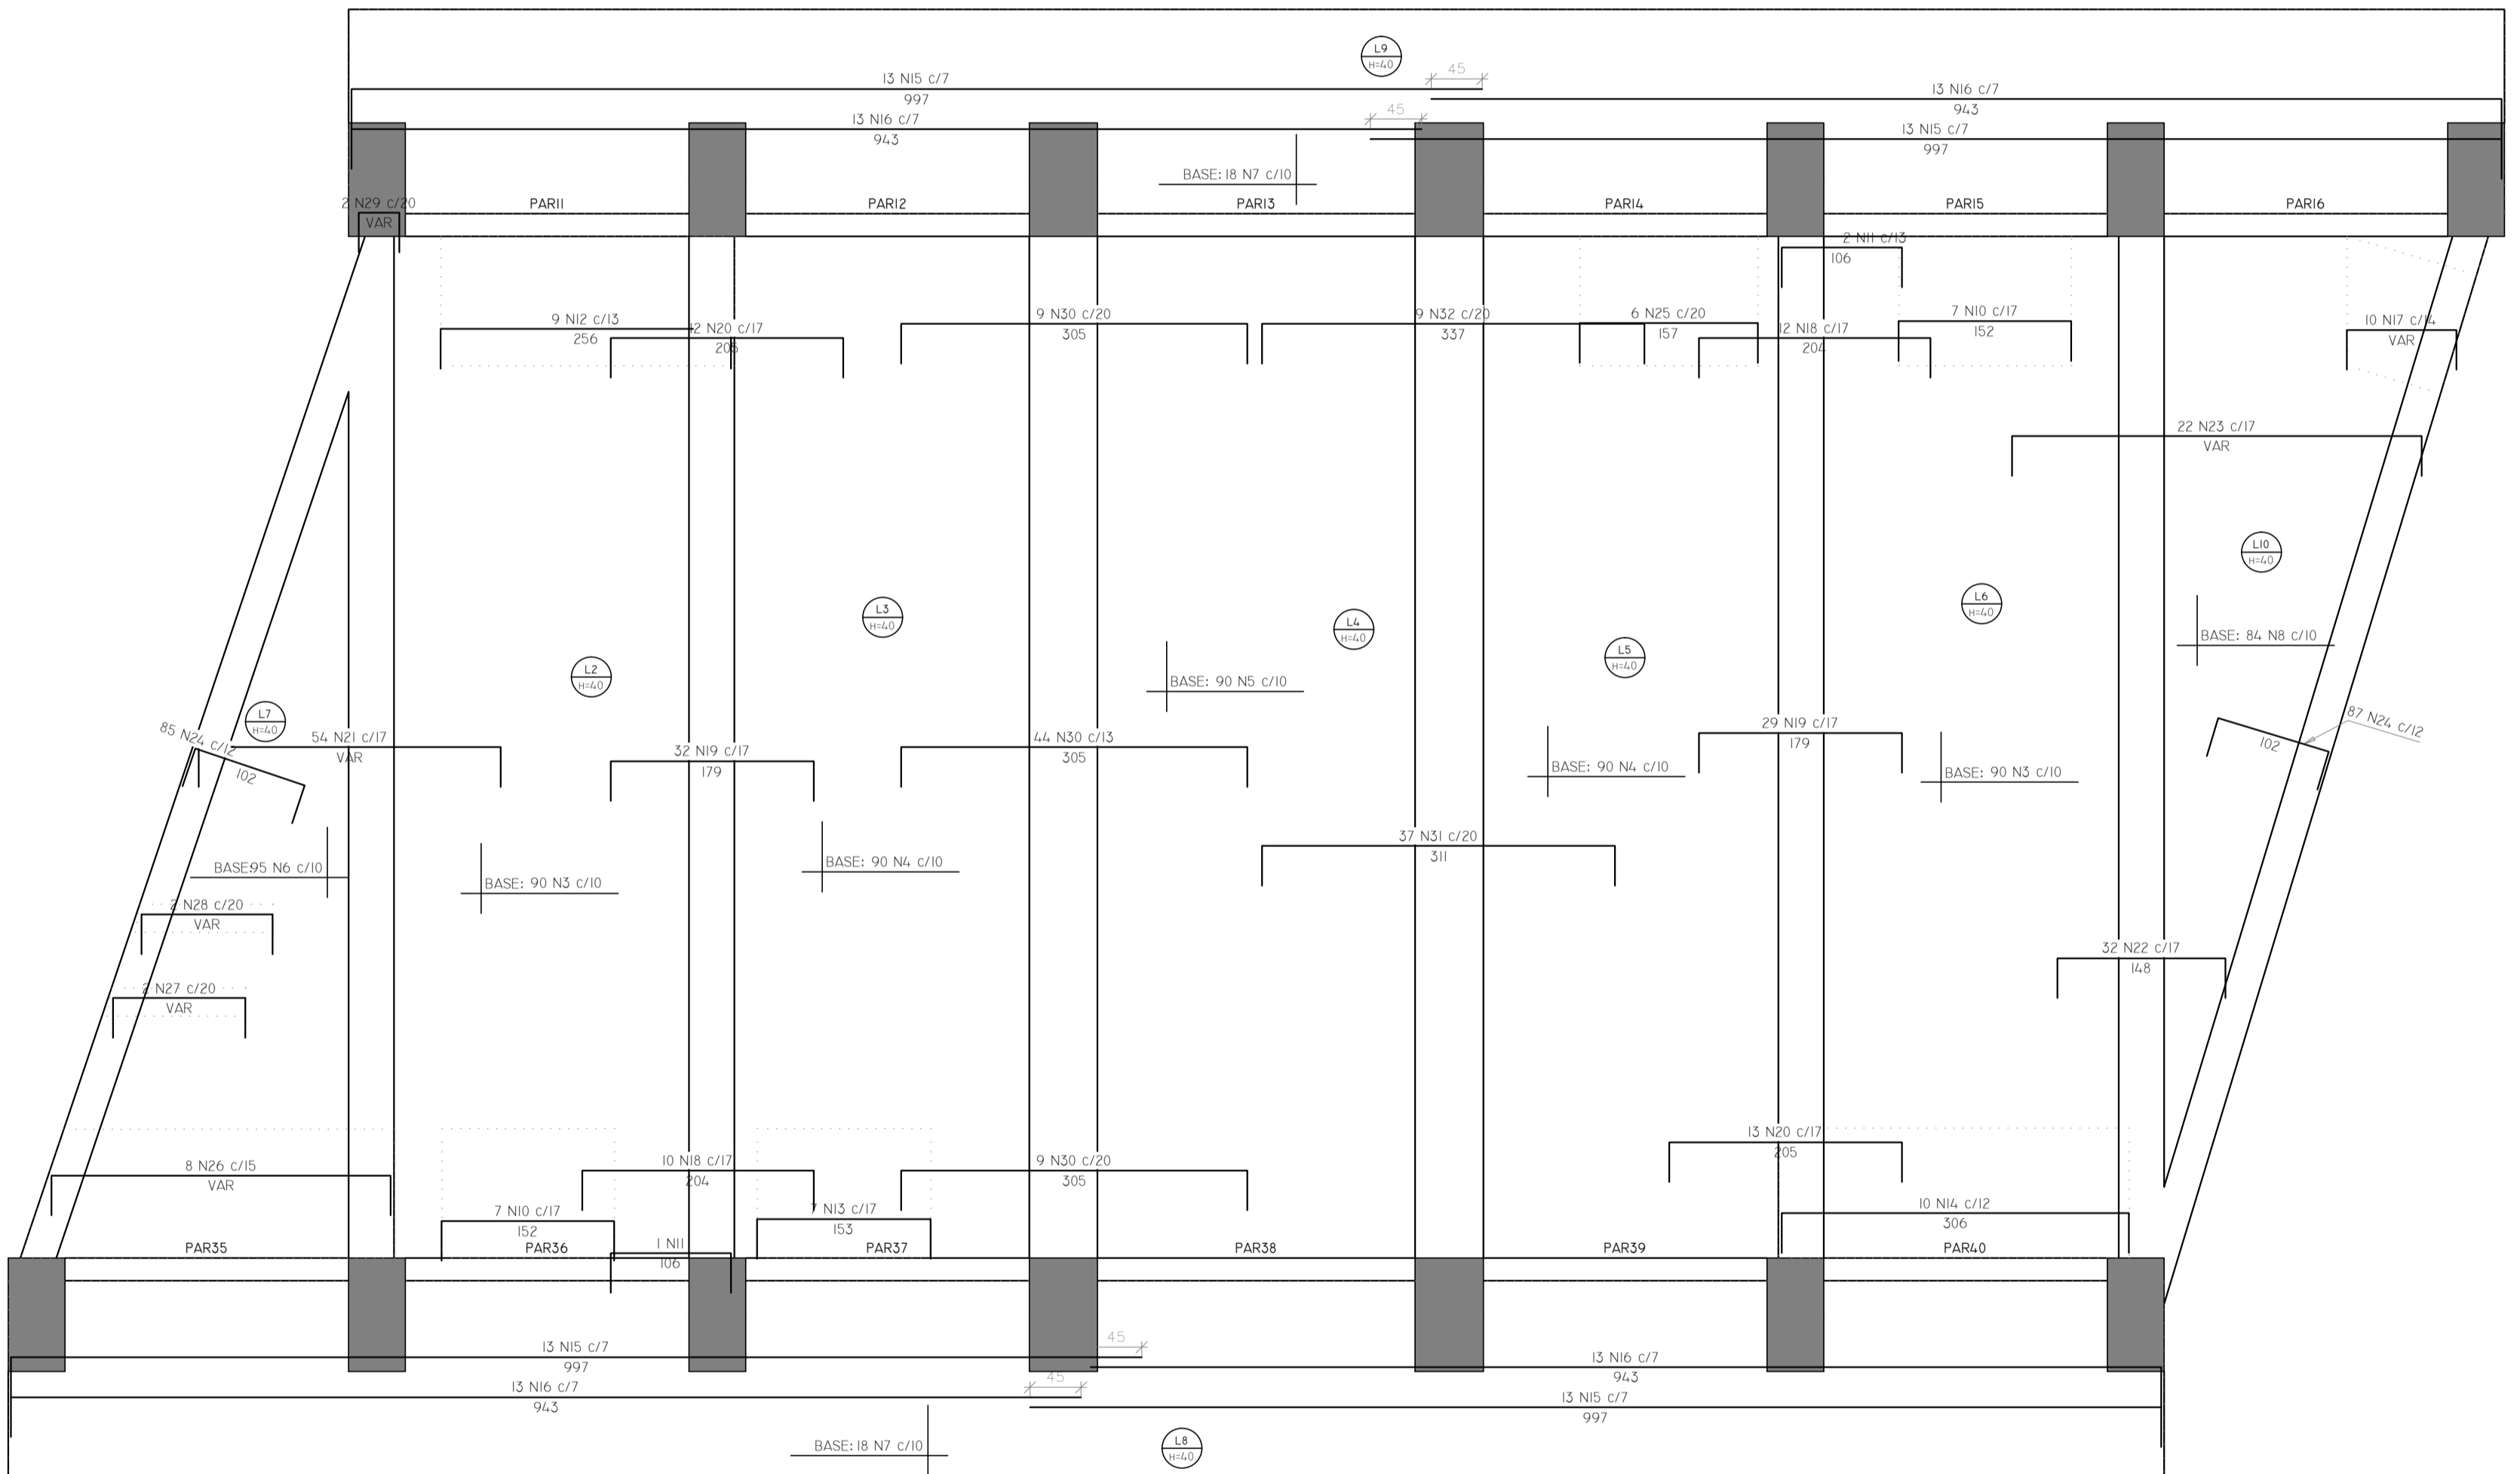 L9
H=40
13 N15 c/7
997
45
13 N16 c/7
943
13 N16 c/7
943
45
13 N15 c/7
997
BASE: 18 N7 c/10
2 N29 c/20
VAR
PAR11
PAR12
PAR13
PAR14
PAR15
PAR16
2 N11 c/13
106
9 N12 c/13
256
12 N20 c/17
205
9 N30 c/20
305
9 N32 c/20
337
6 N25 c/20
157
12 N18 c/17
204
7 N10 c/17
152
10 N17 c/14
VAR
22 N23 c/17
VAR
L10
H=40
L3
H=40
L4
H=40
L6
H=40
BASE: 84 N8 c/10
L5
H=40
L2
H=40
BASE: 90 N5 c/10
L7
H=40
85 N24 c/12
102
54 N21 c/17
VAR
32 N19 c/17
179
44 N30 c/13
305
29 N19 c/17
179
87 N24 c/12
102
BASE: 90 N4 c/10
BASE: 90 N3 c/10
37 N31 c/20
311
BASE:95 N6 c/10
BASE: 90 N3 c/10
BASE: 90 N4 c/10
2 N28 c/20
VAR
32 N22 c/17
148
2 N27 c/20
VAR
13 N20 c/17
205
8 N26 c/15
VAR
10 N18 c/17
204
9 N30 c/20
305
7 N10 c/17
152
7 N13 c/17
153
10 N14 c/12
306
1 N11
106
PAR35
PAR36
PAR37
PAR38
PAR39
PAR40
45
13 N15 c/7
997
13 N16 c/7
943
45
13 N16 c/7
943
13 N15 c/7
997
BASE: 18 N7 c/10
L8
H=40